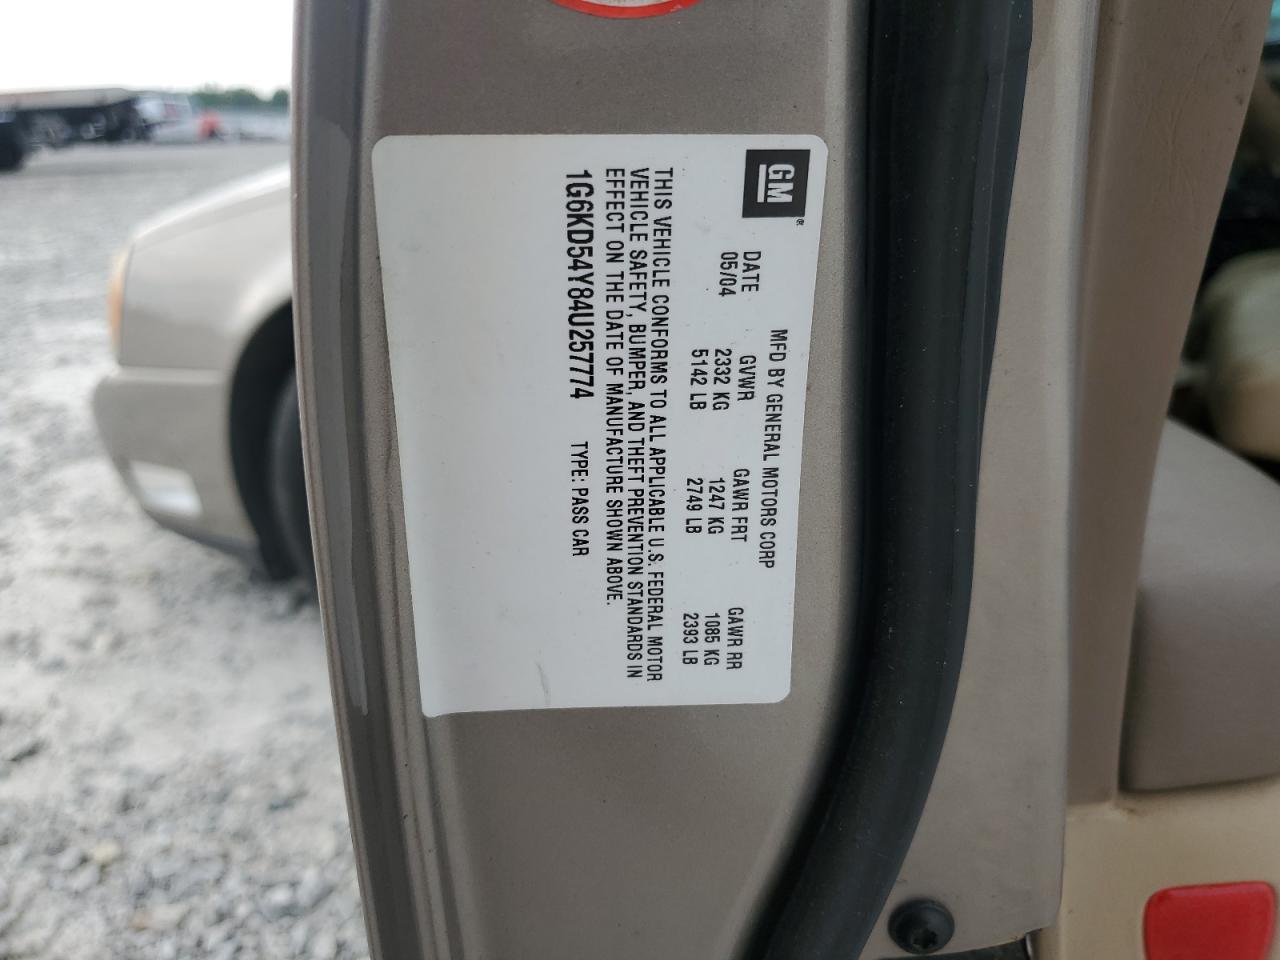 GM
MFD BY GENERAL MOTORS CORP
DATE GVWR GAWR FRT GAWR RR
05/04 2332 KG 1247 KG 1085 KG
5142 LB 2749 LB 2393 LB
THIS VEHICLE CONFORMS TO ALL APPLICABLE U.S. FEDERAL MOTOR
VEHICLE SAFETY, BUMPER, AND THEFT PREVENTION STANDARDS IN
EFFECT ON THE DATE OF MANUFACTURE SHOWN ABOVE.
1G6KD54Y84U257774 TYPE: PASS CAR